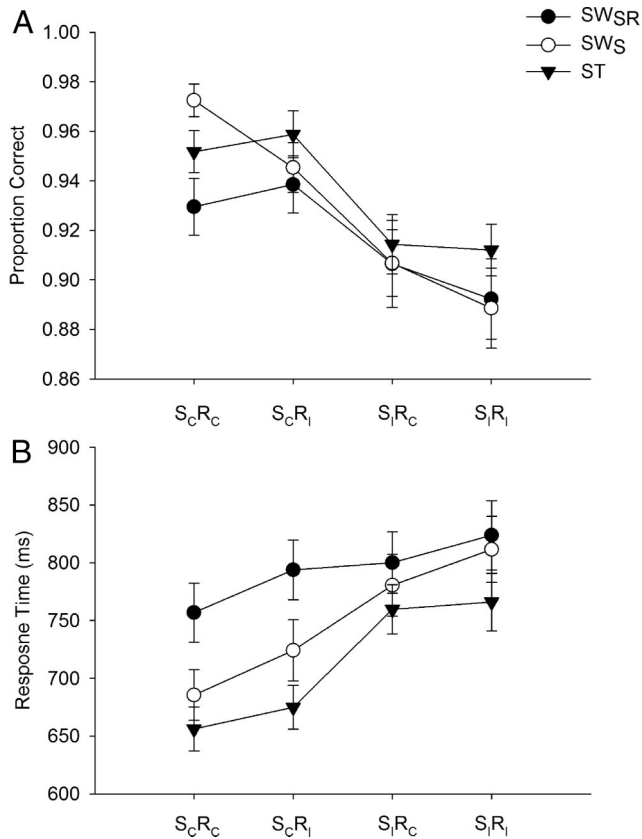 A
SWSR
SWS
ST
1.00
0.98
0.96
0.94
0.92
0.90
0.88
0.86
Proportion Correct
SCRC SCRI SIRC SIRI
B
900
850
800
750
700
650
600
Resposne Time (ms)
SCRC SCRI SIRC SIRI